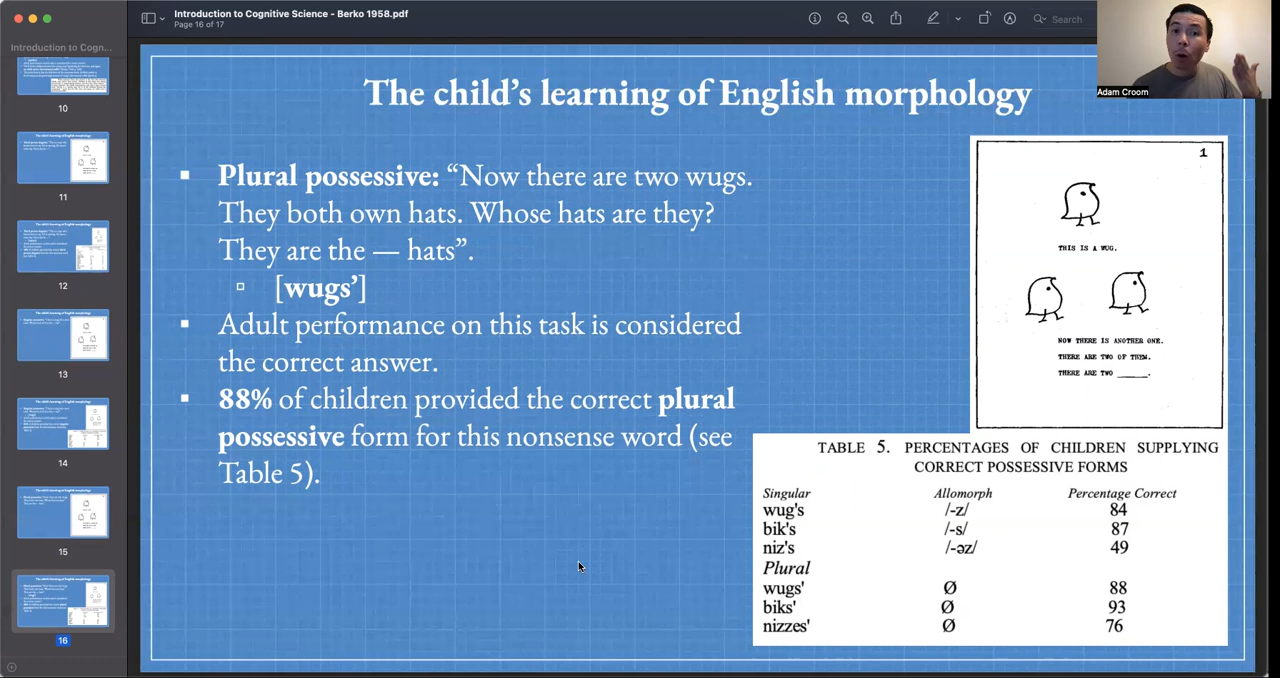 Introduction to Cognitive Science - Berko 1958.pdf
Page 16 of 17
Search
Introduction to Cogn...
10
11
12
13
14
15
16
Adam Croom
The child's learning of English morphology
▪ Plural possessive: “Now there are two wugs.
They both own hats. Whose hats are they?
They are the — hats”.
▫ [wugs’]
▪ Adult performance on this task is considered
the correct answer.
▪ 88% of children provided the correct plural
possessive form for this nonsense word (see
Table 5).
1
THIS IS A WUG.
NOW THERE IS ANOTHER ONE.
THERE ARE TWO OF THEM.
THERE ARE TWO ______.
TABLE 5. PERCENTAGES OF CHILDREN SUPPLYING
CORRECT POSSESSIVE FORMS
Singular Allomorph Percentage Correct
wug's /-z/ 84
bik's /-s/ 87
niz's /-əz/ 49
Plural
wugs' Ø 88
biks' Ø 93
nizzes' Ø 76